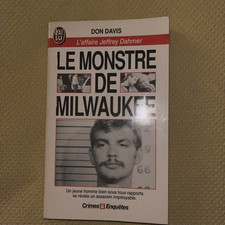 DON DAVIS
L'affaire Jeffrey Dahmer
LE MONSTRE
DE
MILWAUKEE
Un jeune homme bien sous tous rapports
se révèle un assassin impitoyable.
Crimes & Enquêtes